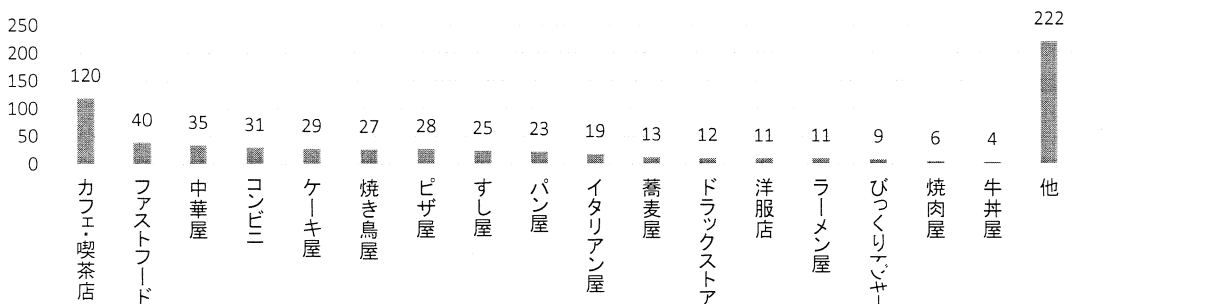 250
200
150
100
50
0
120
40
35
31
29
27
28
25
23
19
13
12
11
11
9
6
4
222
カフェ・喫茶店
ファストフード
中華屋
コンビニ
ケーキ屋
焼き鳥屋
ピザ屋
すし屋
パン屋
イタリアン屋
蕎麦屋
ドラックストア
洋服店
ラーメン屋
びっくり
焼肉屋
牛丼屋
他